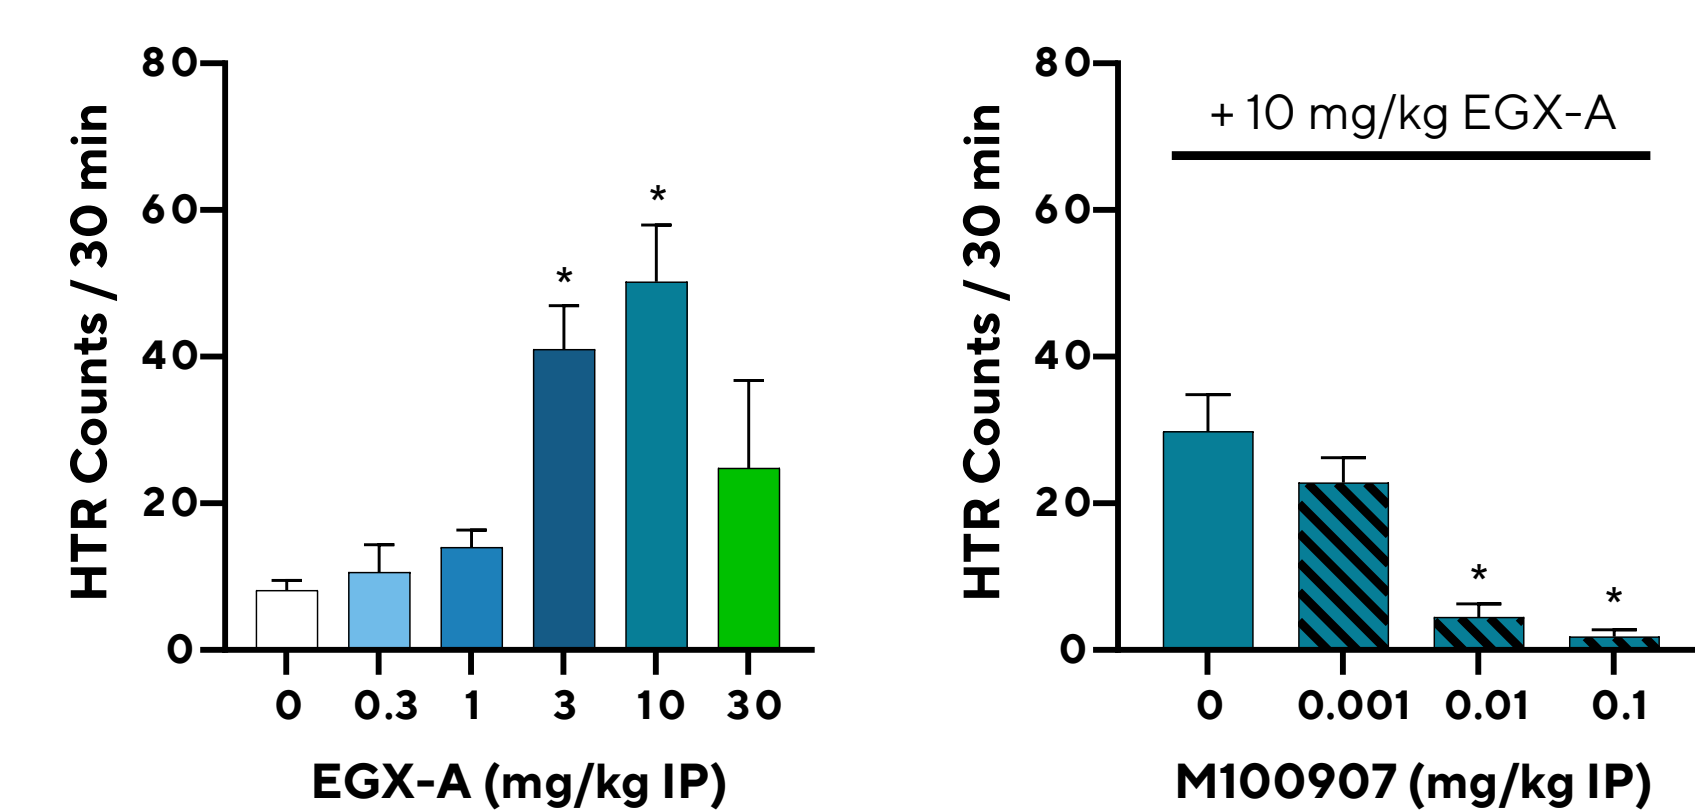 HTR Counts / 30 min
80
60
40
20
0
*
*
0 0.3 1 3 10 30
EGX-A (mg/kg IP)
HTR Counts / 30 min
80
60
40
20
0
+ 10 mg/kg EGX-A
*
*
0 0.001 0.01 0.1
M100907 (mg/kg IP)